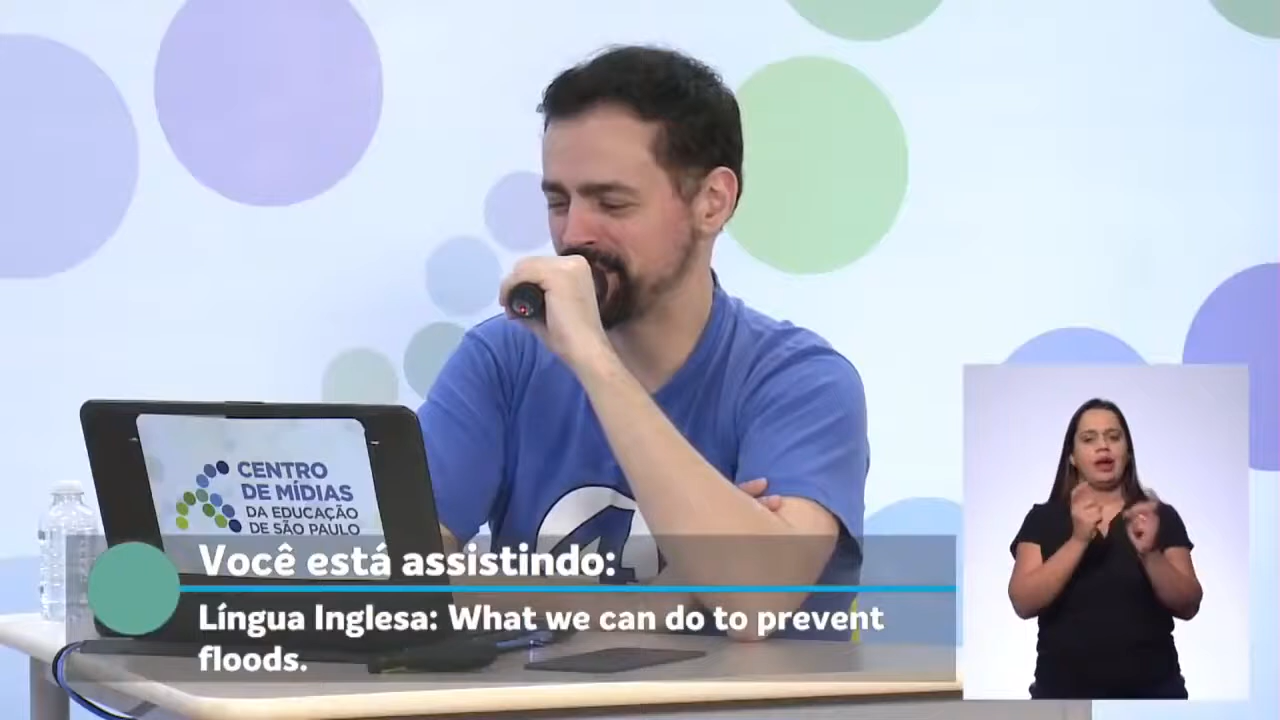 CENTRO
DE MÍDIAS
DA EDUCAÇÃO
DE SÃO PAULO
4
Você está assistindo:
Língua Inglesa: What we can do to prevent
floods.